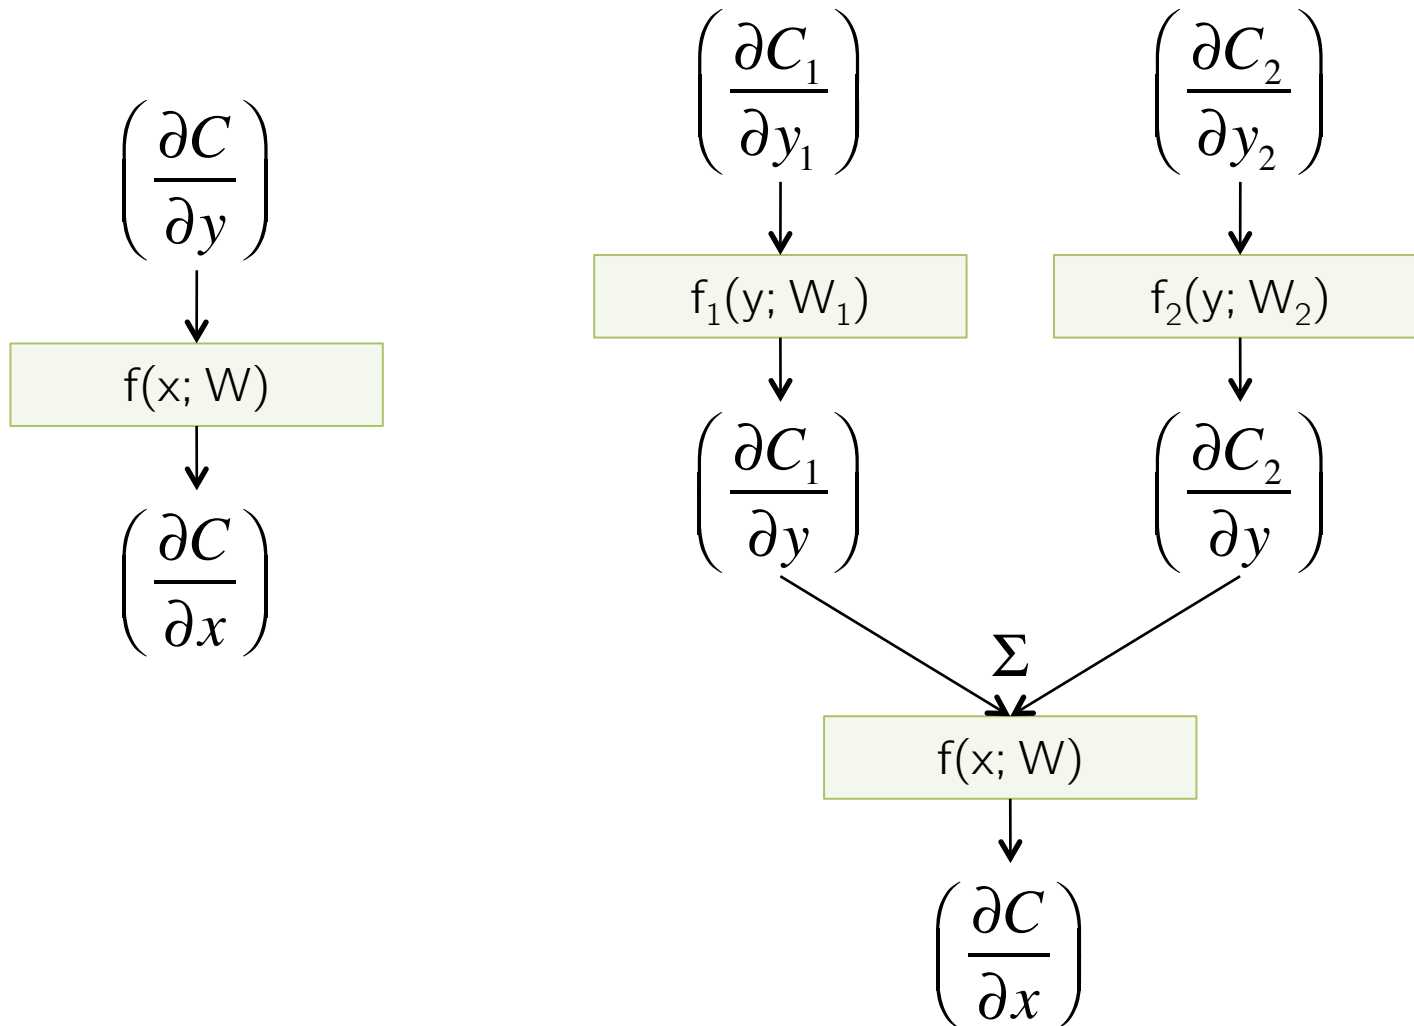 (∂C/∂y)
f(x; W)
(∂C/∂x)
(∂C₁/∂y₁)
f₁(y; W₁)
(∂C₁/∂y)
(∂C₂/∂y₂)
f₂(y; W₂)
(∂C₂/∂y)
Σ
f(x; W)
(∂C/∂x)